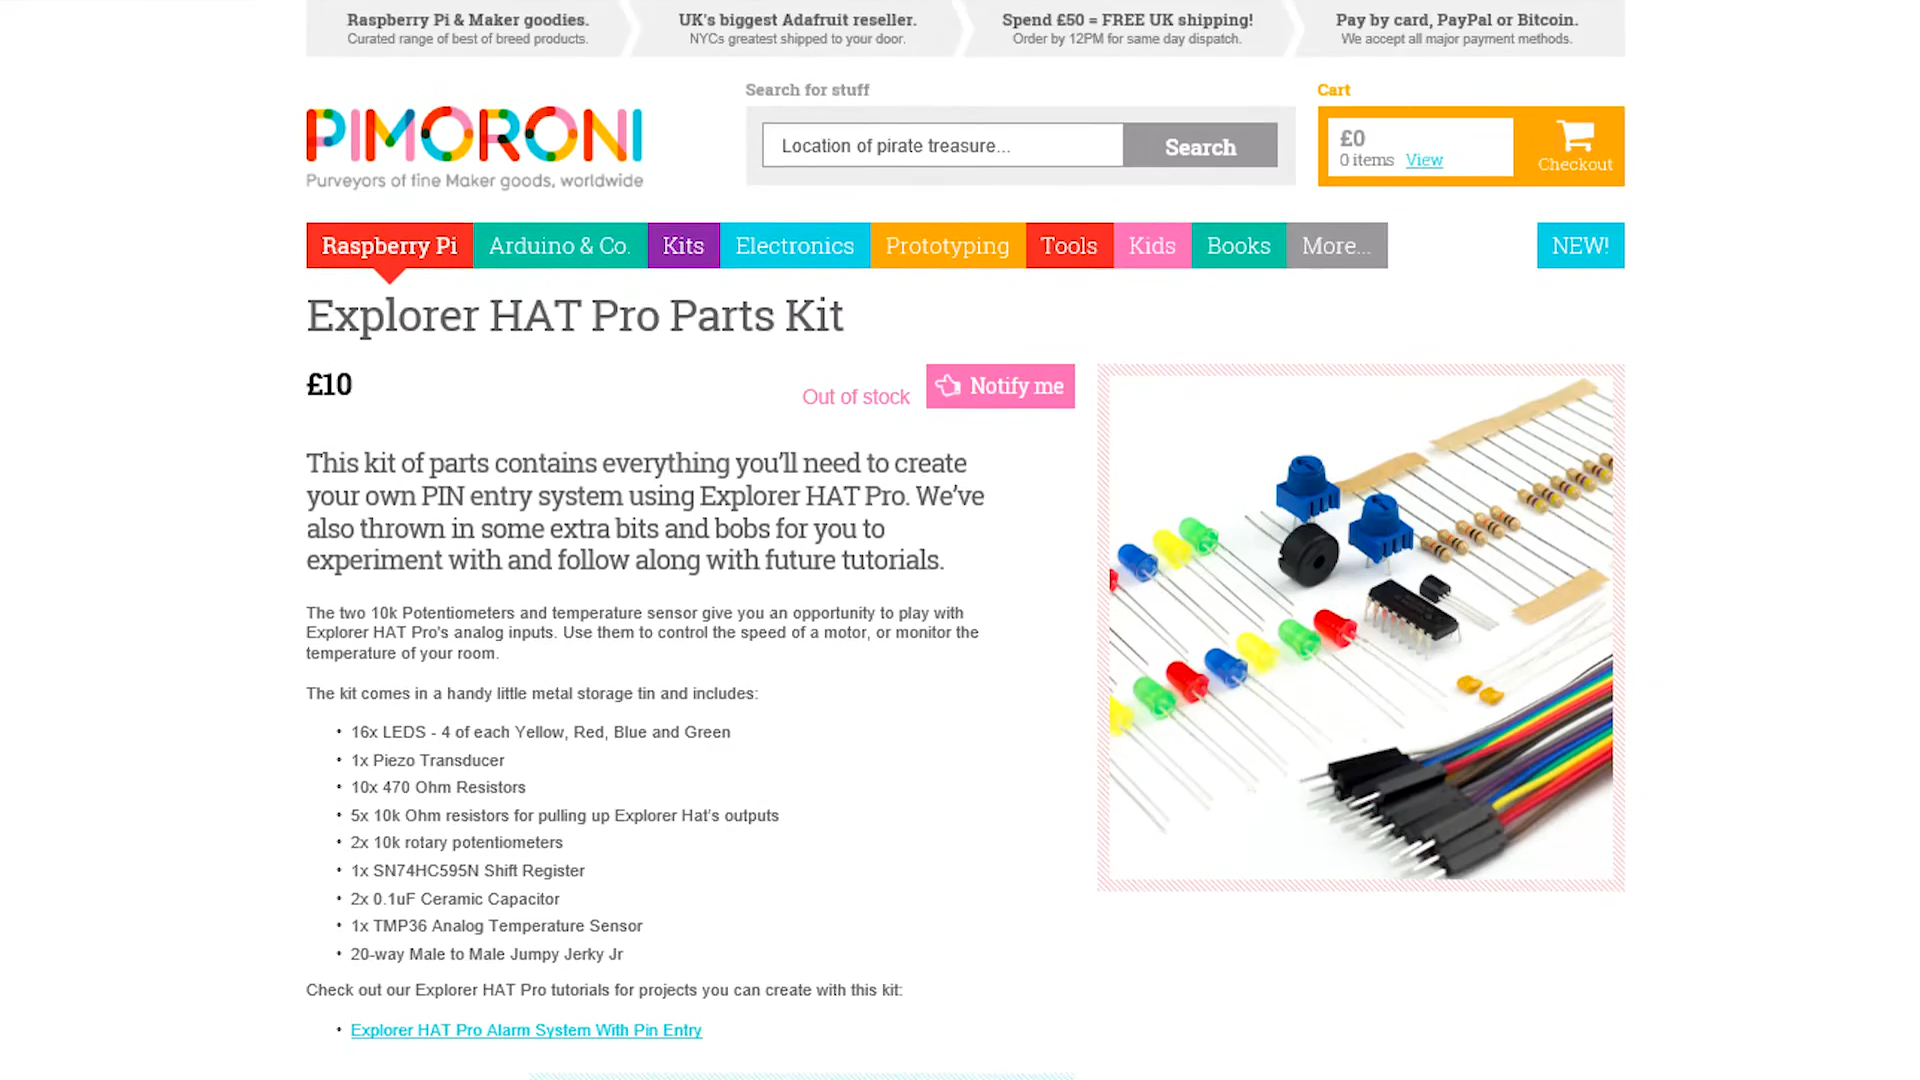 Raspberry Pi & Maker goodies.
Curated range of best of breed products.
UK's biggest Adafruit reseller.
NYCs greatest shipped to your door.
Spend £50 = FREE UK shipping!
Order by 12PM for same day dispatch.
Pay by card, PayPal or Bitcoin.
We accept all major payment methods.
PIMORONI
Purveyors of fine Maker goods, worldwide
Search for stuff
Location of pirate treasure...
Search
Cart
£0
0 items View
Checkout
Raspberry Pi Arduino & Co. Kits Electronics Prototyping Tools Kids Books More... NEW!
Explorer HAT Pro Parts Kit
£10
Out of stock
Notify me
This kit of parts contains everything you'll need to create
your own PIN entry system using Explorer HAT Pro. We've
also thrown in some extra bits and bobs for you to
experiment with and follow along with future tutorials.
The two 10k Potentiometers and temperature sensor give you an opportunity to play with
Explorer HAT Pro's analog inputs. Use them to control the speed of a motor, or monitor the
temperature of your room.
The kit comes in a handy little metal storage tin and includes:
• 16x LEDS - 4 of each Yellow, Red, Blue and Green
• 1x Piezo Transducer
• 10x 470 Ohm Resistors
• 5x 10k Ohm resistors for pulling up Explorer Hat's outputs
• 2x 10k rotary potentiometers
• 1x SN74HC595N Shift Register
• 2x 0.1uF Ceramic Capacitor
• 1x TMP36 Analog Temperature Sensor
• 20-way Male to Male Jumpy Jerky Jr
Check out our Explorer HAT Pro tutorials for projects you can create with this kit:
• Explorer HAT Pro Alarm System With Pin Entry